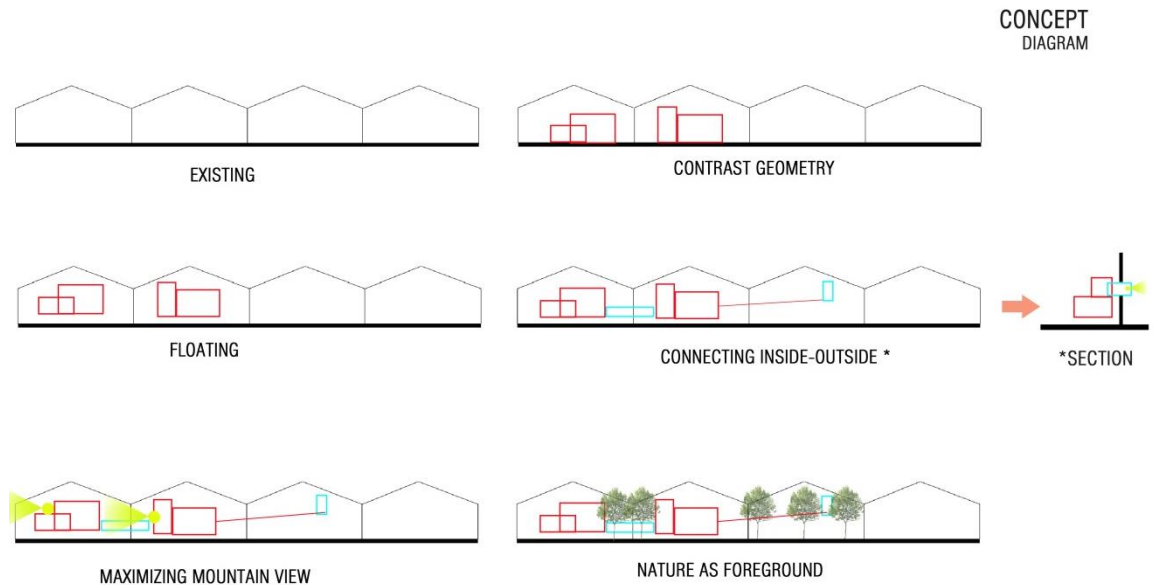 CONCEPT
DIAGRAM
EXISTING
CONTRAST GEOMETRY
FLOATING
CONNECTING INSIDE-OUTSIDE *
*SECTION
MAXIMIZING MOUNTAIN VIEW
NATURE AS FOREGROUND